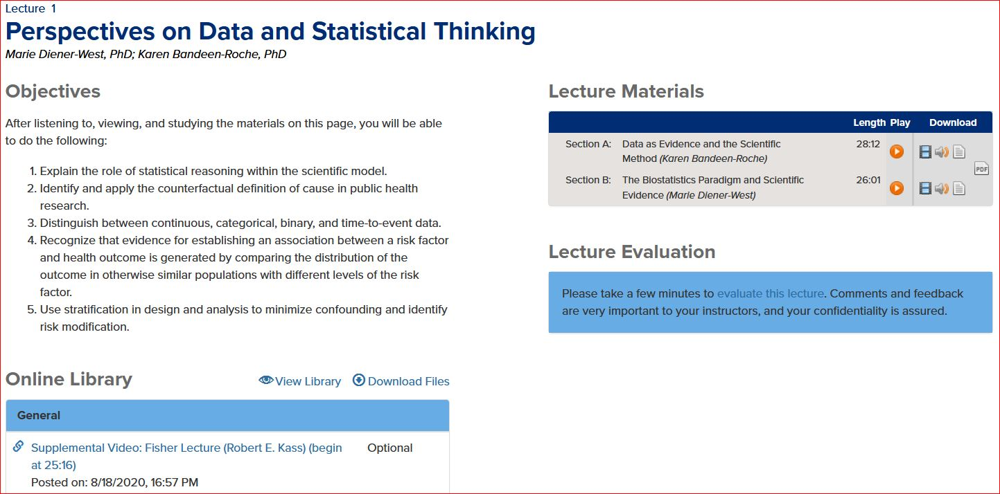 Lecture 1
Perspectives on Data and Statistical Thinking
Marie Diener-West, PhD; Karen Bandeen-Roche, PhD
Objectives
After listening to, viewing, and studying the materials on this page, you will be able
to do the following:
1. Explain the role of statistical reasoning within the scientific model.
2. Identify and apply the counterfactual definition of cause in public health
research.
3. Distinguish between continuous, categorical, binary, and time-to-event data.
4. Recognize that evidence for establishing an association between a risk factor
and health outcome is generated by comparing the distribution of the
outcome in otherwise similar populations with different levels of the risk
factor.
5. Use stratification in design and analysis to minimize confounding and identify
risk modification.
Online Library View Library Download Files
General
Supplemental Video: Fisher Lecture (Robert E. Kass) (begin Optional
at 25:16)
Posted on: 8/18/2020, 16:57 PM
Lecture Materials
Length Play Download
Section A: Data as Evidence and the Scientific 28:12
Method (Karen Bandeen-Roche)
PDF
Section B: The Biostatistics Paradigm and Scientific 26:01
Evidence (Marie Diener-West)
Lecture Evaluation
Please take a few minutes to evaluate this lecture. Comments and feedback
are very important to your instructors, and your confidentiality is assured.